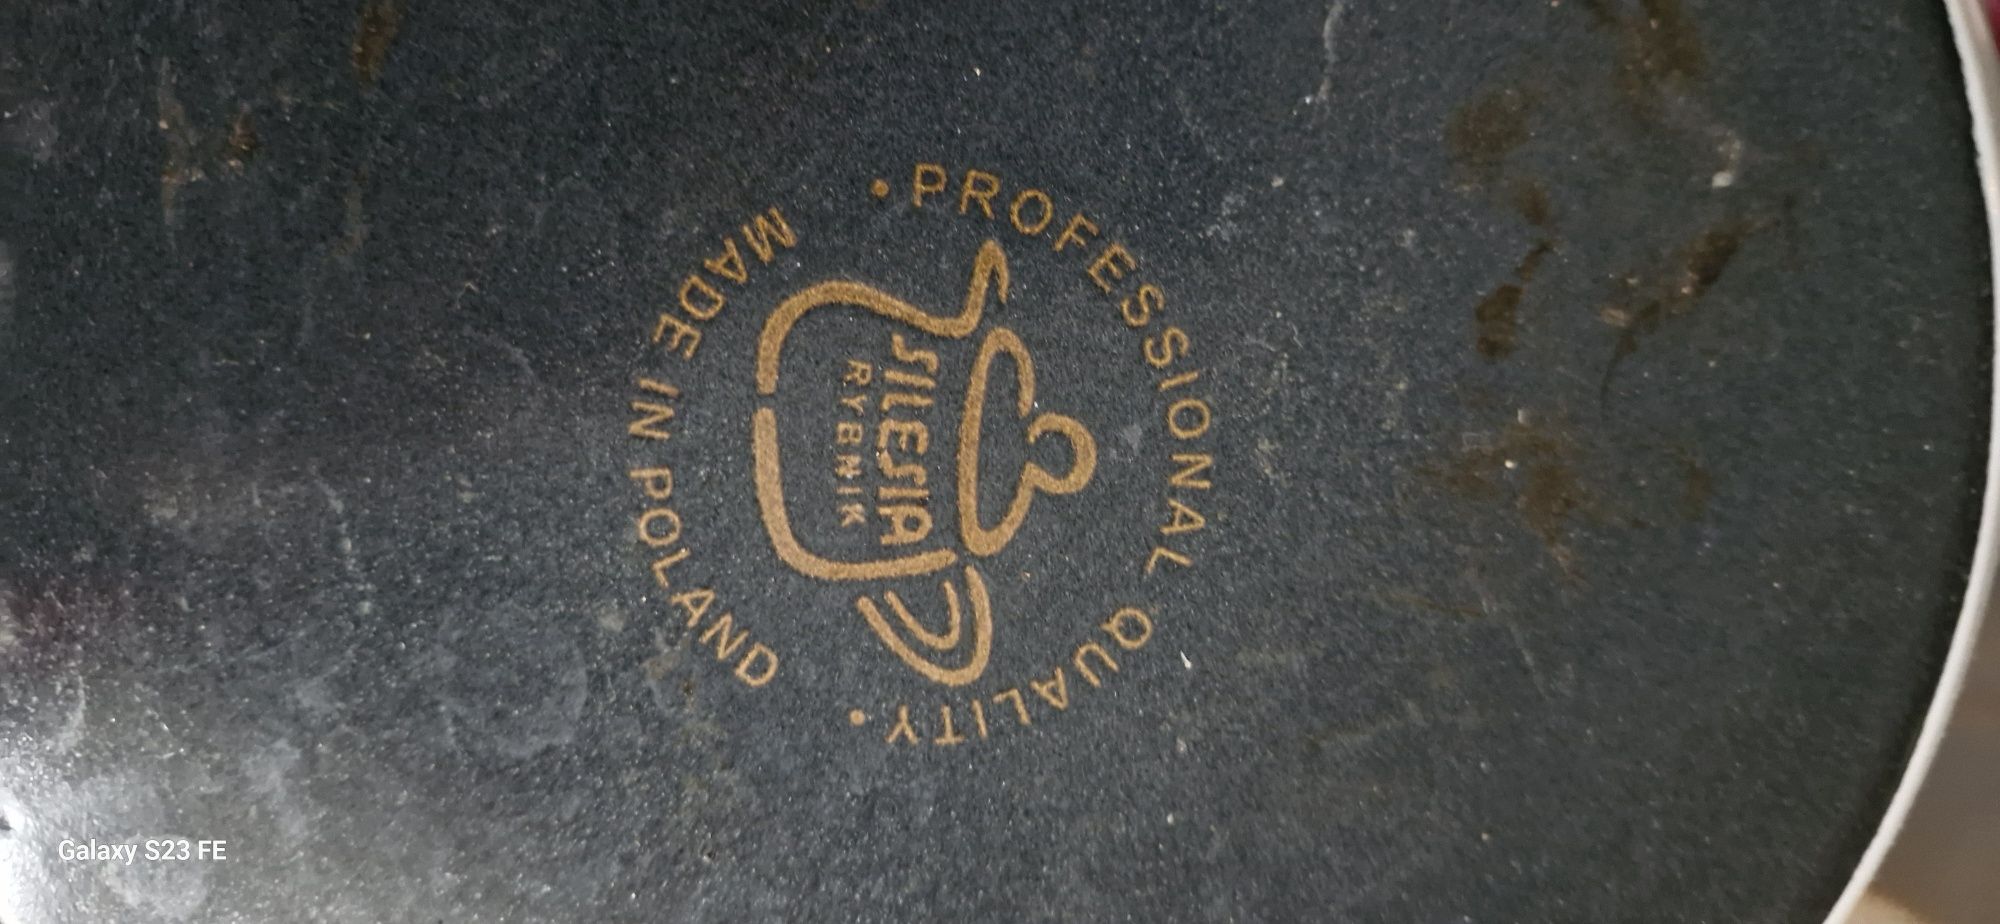 • PROFESSIONAL QUALITY •
SILESIA
RYBNIK
MADE IN POLAND
Galaxy S23 FE